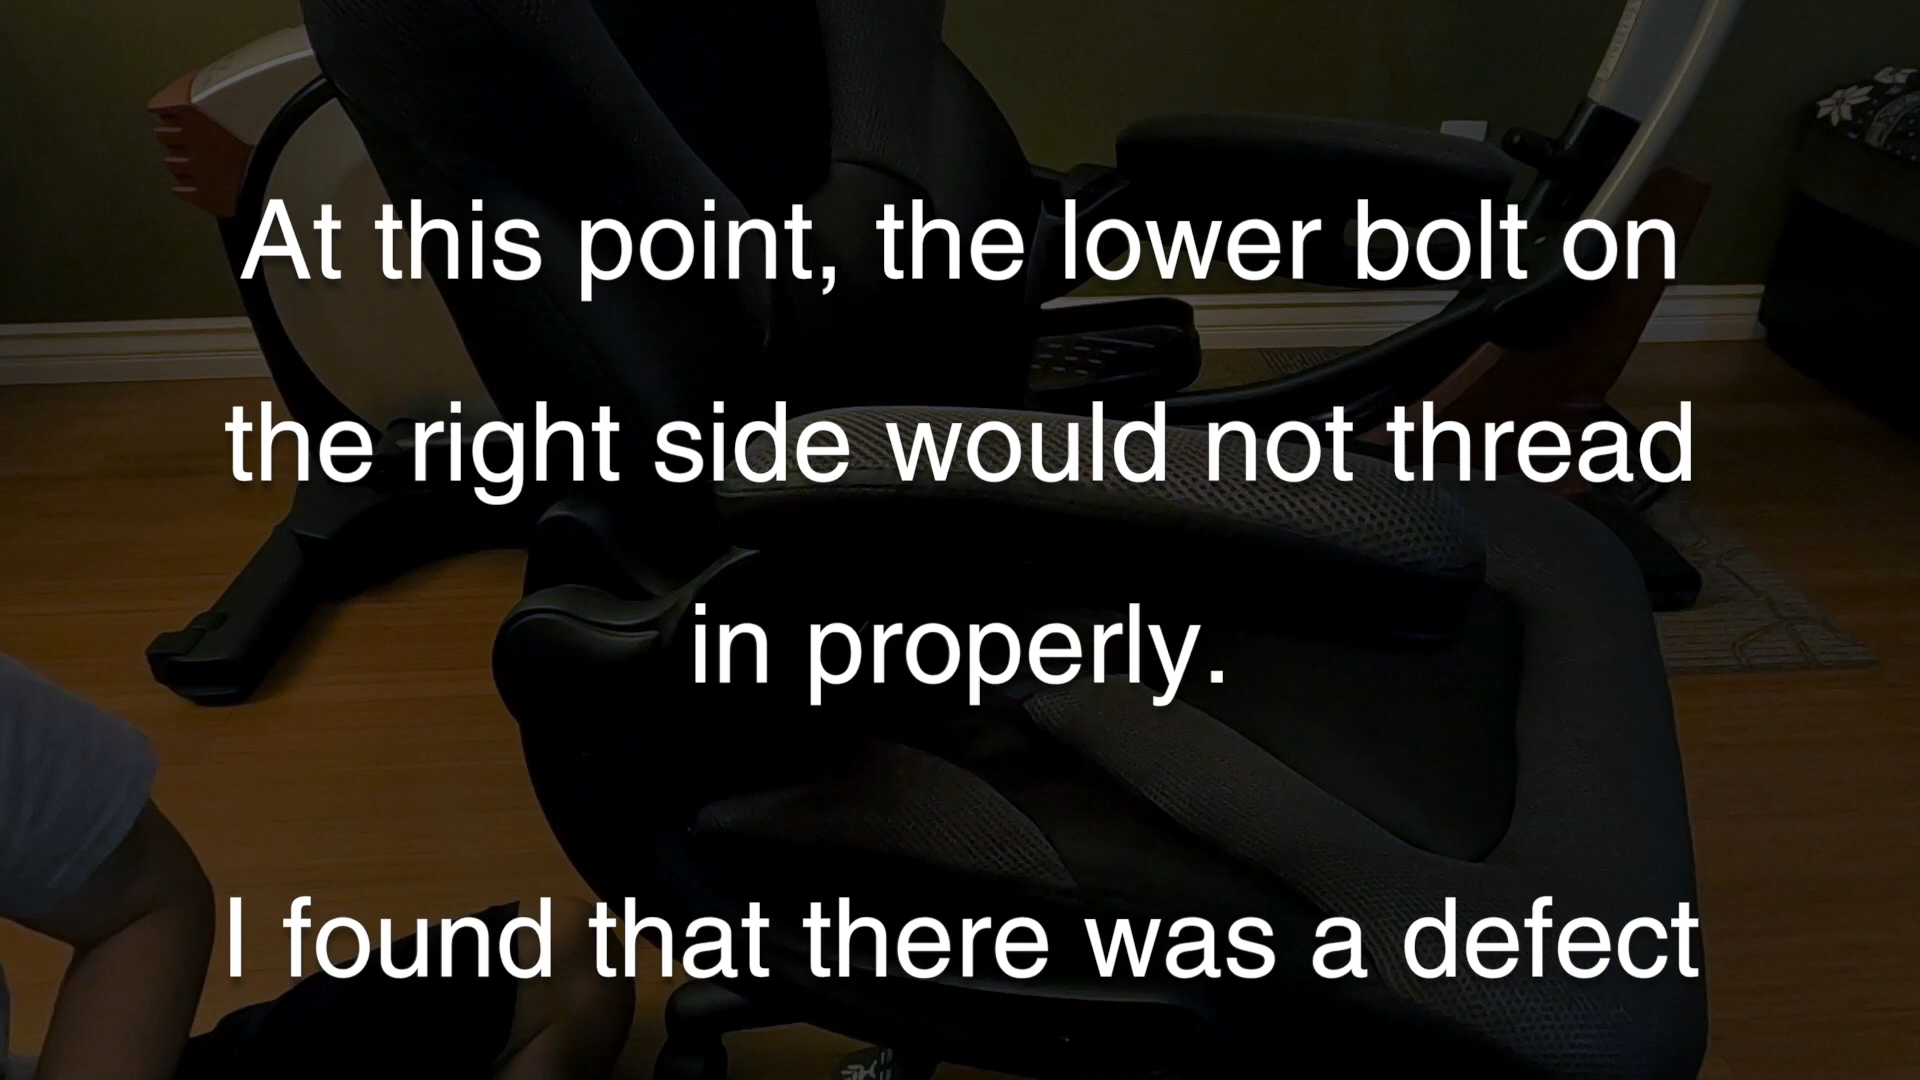 At this point, the lower bolt on
the right side would not thread
in properly.
I found that there was a defect